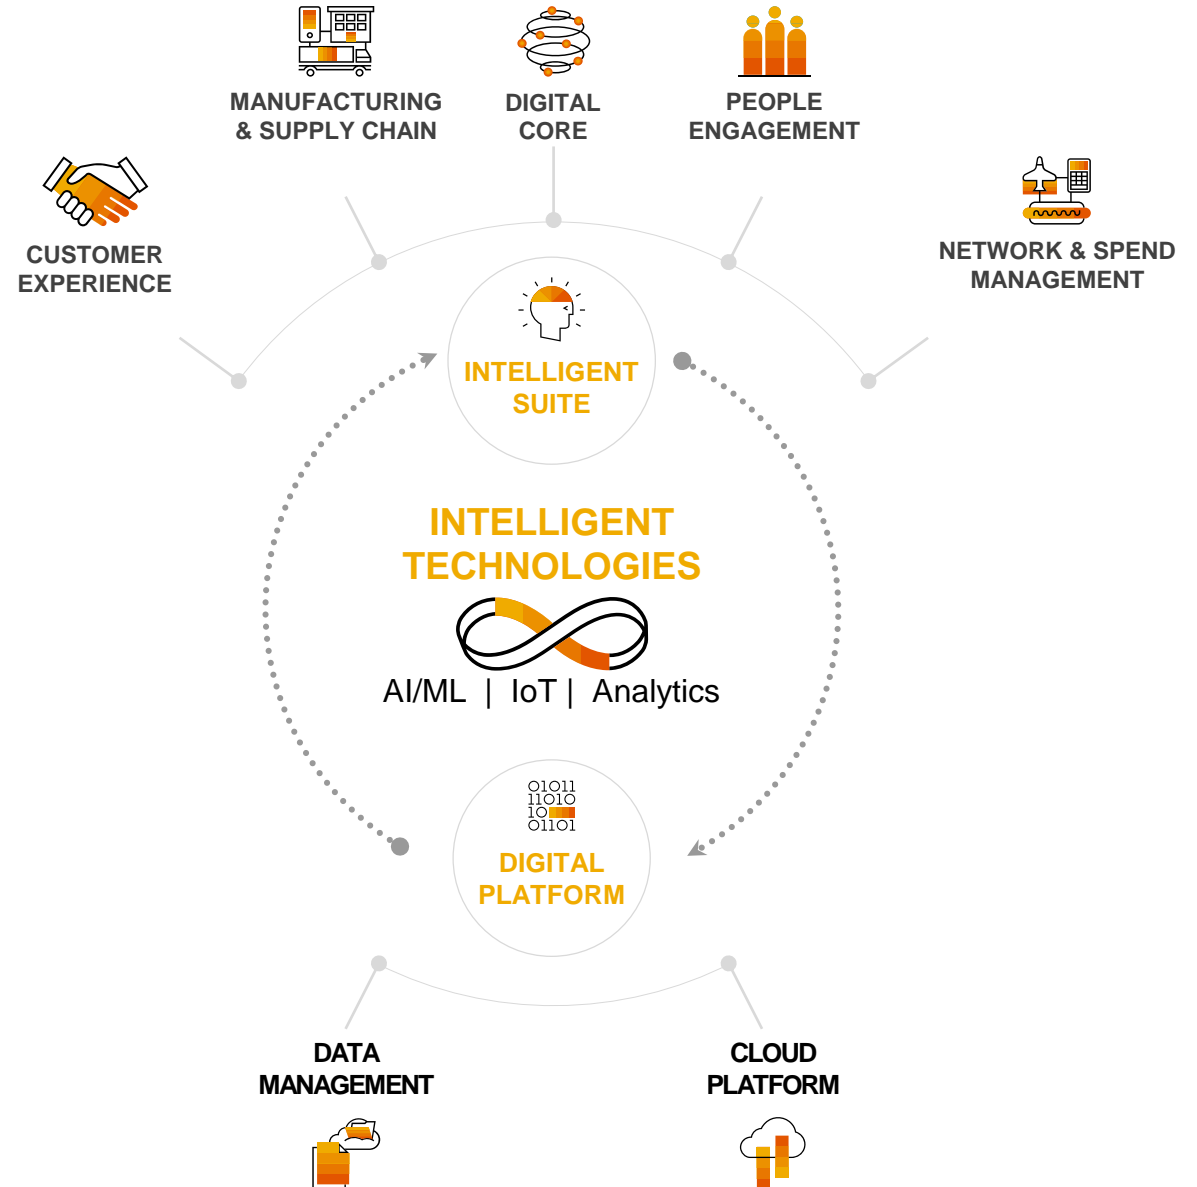 MANUFACTURING
& SUPPLY CHAIN
DIGITAL
CORE
PEOPLE
ENGAGEMENT
CUSTOMER
EXPERIENCE
NETWORK & SPEND
MANAGEMENT
INTELLIGENT
SUITE
INTELLIGENT
TECHNOLOGIES
AI/ML | IoT | Analytics
01011
11010
10
01101
DIGITAL
PLATFORM
DATA
MANAGEMENT
CLOUD
PLATFORM